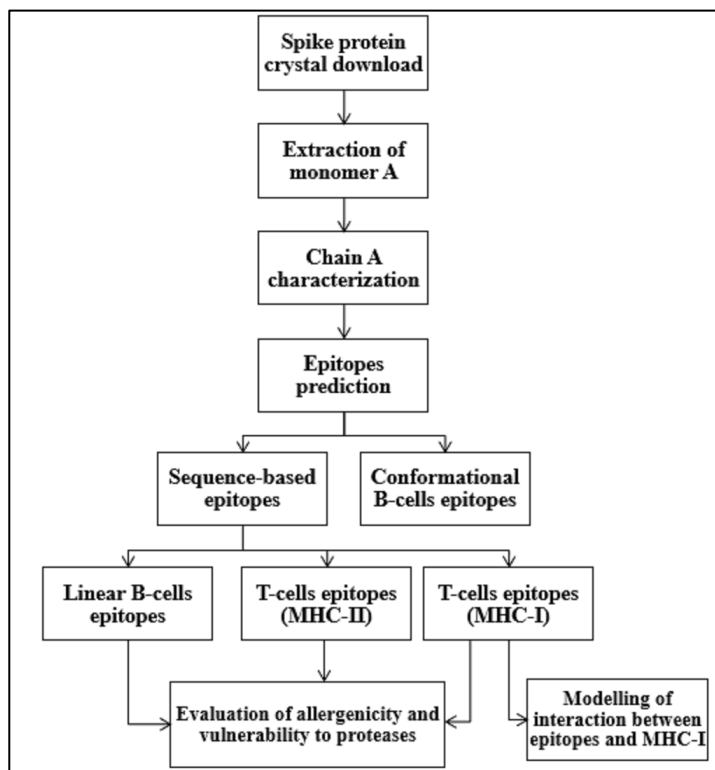 Spike protein
crystal download
Extraction of
monomer A
Chain A
characterization
Epitopes
prediction
Sequence-based
epitopes
Conformational
B-cells epitopes
Linear B-cells
epitopes
T-cells epitopes
(MHC-II)
T-cells epitopes
(MHC-I)
Evaluation of allergenicity and
vulnerability to proteases
Modelling of
interaction between
epitopes and MHC-I